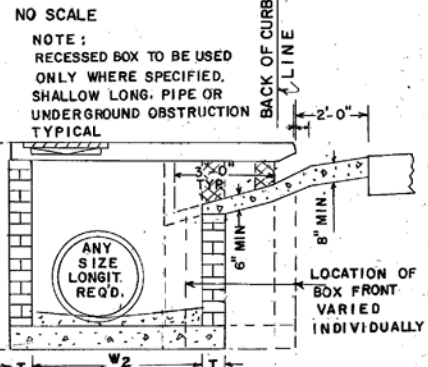 NO SCALE
NOTE:
RECESSED BOX TO BE USED
ONLY WHERE SPECIFIED,
SHALLOW LONG. PIPE OR
UNDERGROUND OBSTRUCTION
TYPICAL
BACK OF CURB
LINE
2'-0"
3'-0"
TYP.
6" MIN
8" MIN.
ANY
SIZE
LONGIT.
REQ'D.
LOCATION OF
BOX FRONT
VARIED
INDIVIDUALLY
T W2 T